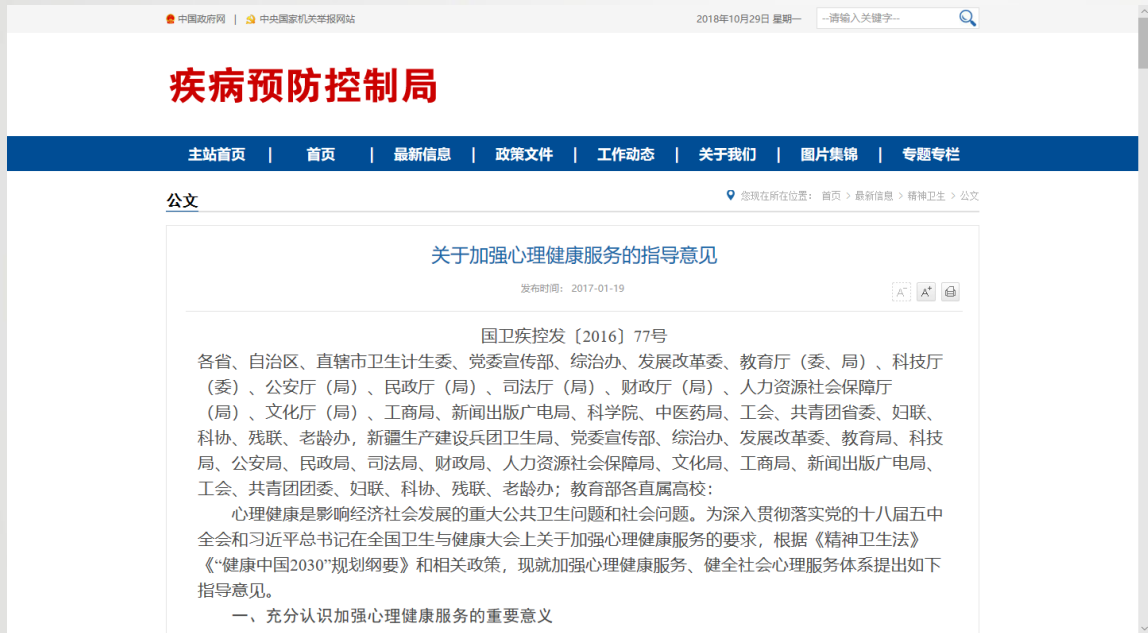 中国政府网 | 中央国家机关举报网站 2018年10月29日 星期一 --请输入关键字--
疾病预防控制局
主站首页 | 首页 | 最新信息 | 政策文件 | 工作动态 | 关于我们 | 图片集锦 | 专题专栏
公文 您现在所在位置： 首页 > 最新信息 > 精神卫生 > 公文
关于加强心理健康服务的指导意见
发布时间： 2017-01-19
A- A+
国卫疾控发〔2016〕77号
各省、自治区、直辖市卫生计生委、党委宣传部、综治办、发展改革委、教育厅（委、局）、科技厅
（委）、公安厅（局）、民政厅（局）、司法厅（局）、财政厅（局）、人力资源社会保障厅
（局）、文化厅（局）、工商局、新闻出版广电局、科学院、中医药局、工会、共青团省委、妇联、
科协、残联、老龄办，新疆生产建设兵团卫生局、党委宣传部、综治办、发展改革委、教育局、科技
局、公安局、民政局、司法局、财政局、人力资源社会保障局、文化局、工商局、新闻出版广电局、
工会、共青团团委、妇联、科协、残联、老龄办；教育部各直属高校：
心理健康是影响经济社会发展的重大公共卫生问题和社会问题。为深入贯彻落实党的十八届五中
全会和习近平总书记在全国卫生与健康大会上关于加强心理健康服务的要求，根据《精神卫生法》
《“健康中国2030”规划纲要》和相关政策，现就加强心理健康服务、健全社会心理服务体系提出如下
指导意见。
一、充分认识加强心理健康服务的重要意义